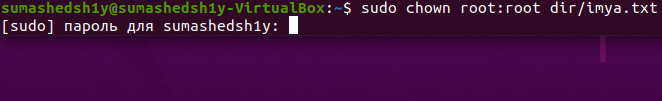 sumashedsh1y@sumashedsh1y-VirtualBox:~$ sudo chown root:root dir/imya.txt
[sudo] пароль для sumashedsh1y: